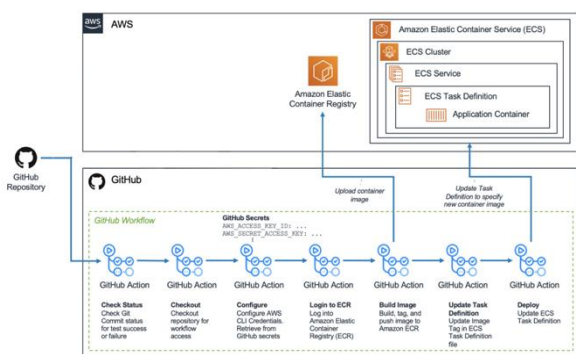 aws
AWS
Amazon Elastic Container Service (ECS)
ECS Cluster
ECS Service
ECS Task Definition
Application Container
Amazon Elastic
Container Registry
GitHub
Repository
GitHub
Upload container
image
Update Task
Definition to specify
new container image
GitHub Workflow
GitHub Secrets
AWS_ACCESS_KEY_ID: ...
AWS_SECRET_ACCESS_KEY: ...
GitHub Action
GitHub Action
GitHub Action
GitHub Action
GitHub Action
GitHub Action
GitHub Action
Check Status
Check Git
Commit status
for test success
or failure
Checkout
Checkout
repository for
workflow
access
Configure
Configure AWS
CLI Credentials.
Retrieve from
GitHub secrets
Login to ECR
Log into
Amazon Elastic
Container
Registry (ECR)
Build Image
Build, tag, and
push image to
Amazon ECR
Update Task
Definition
Update Image
Tag in ECS
Task Definition
file
Deploy
Update ECS
Task Definition